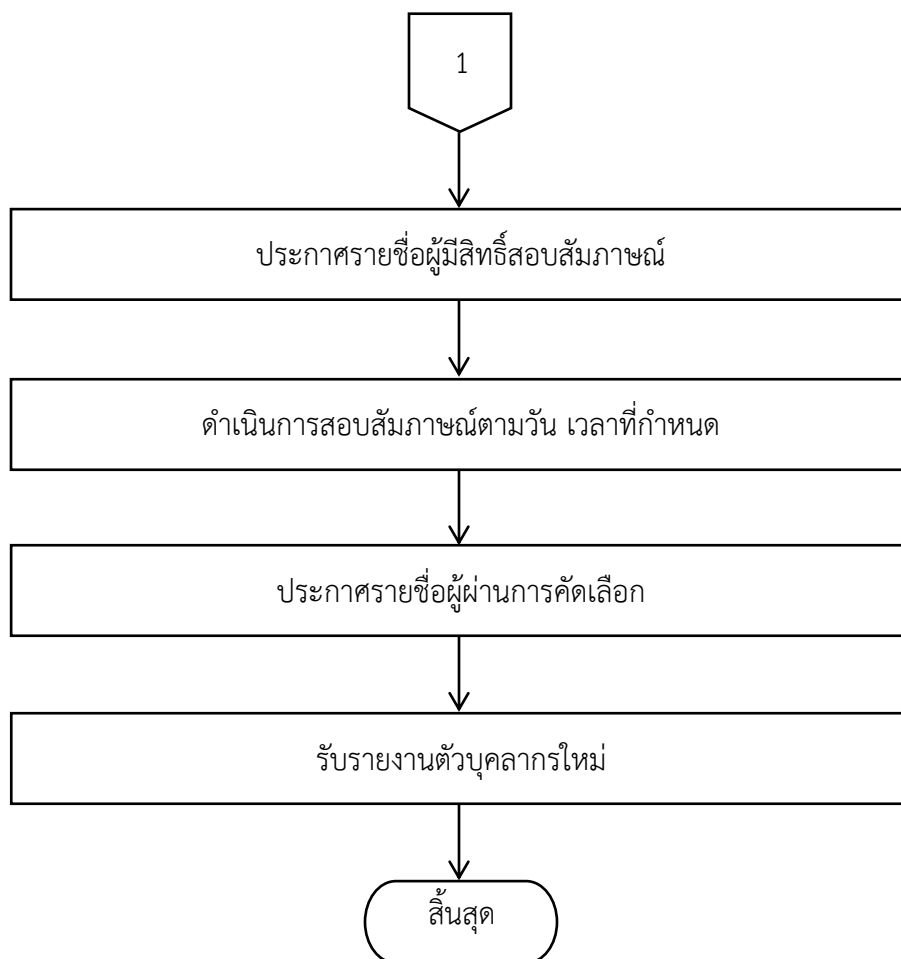 1
ประกาศรายชื่อผู้มีสิทธิ์สอบสัมภาษณ์
ดำเนินการสอบสัมภาษณ์ตามวัน เวลาที่กำหนด
ประกาศรายชื่อผู้ผ่านการคัดเลือก
รับรายงานตัวบุคลากรใหม่
สิ้นสุด